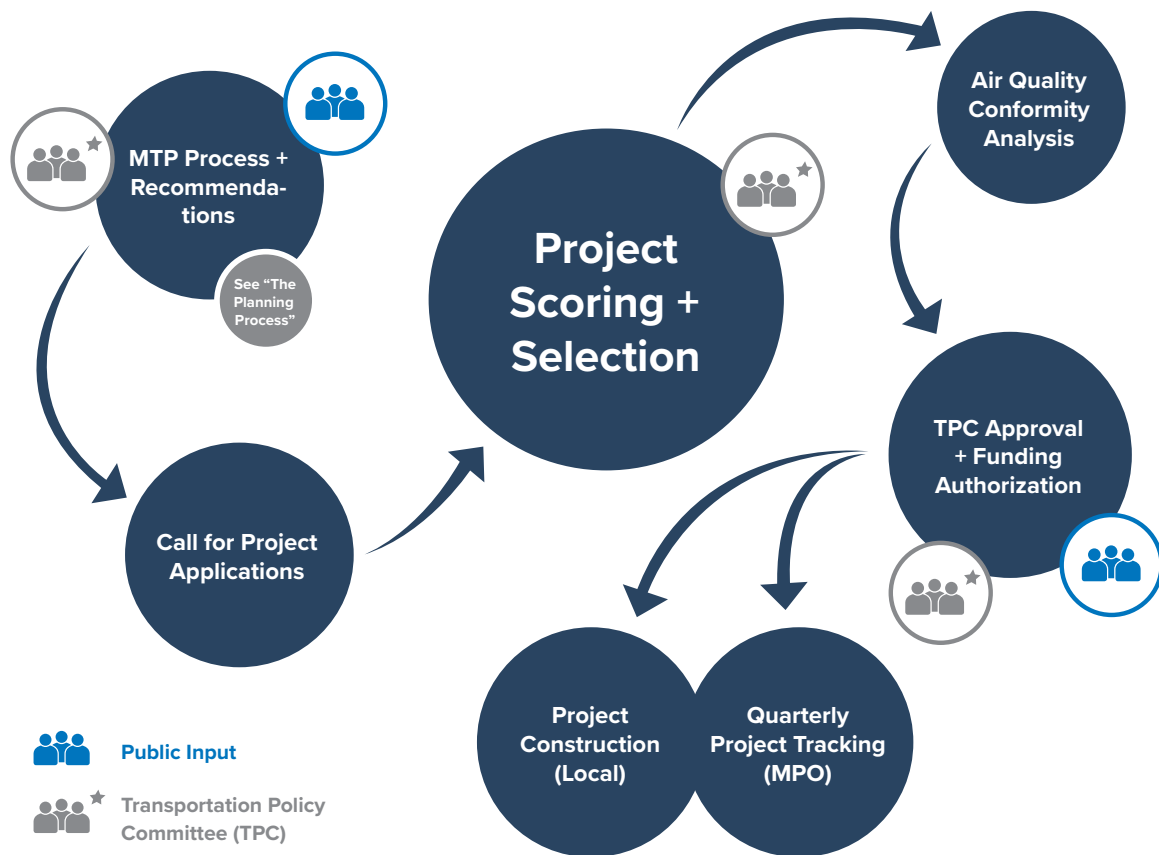 MTP Process +
Recommenda-
tions
See “The
Planning
Process”
Call for Project
Applications
Project
Scoring +
Selection
Air Quality
Conformity
Analysis
TPC Approval
+ Funding
Authorization
Project
Construction
(Local)
Quarterly
Project Tracking
(MPO)
Public Input
Transportation Policy
Committee (TPC)